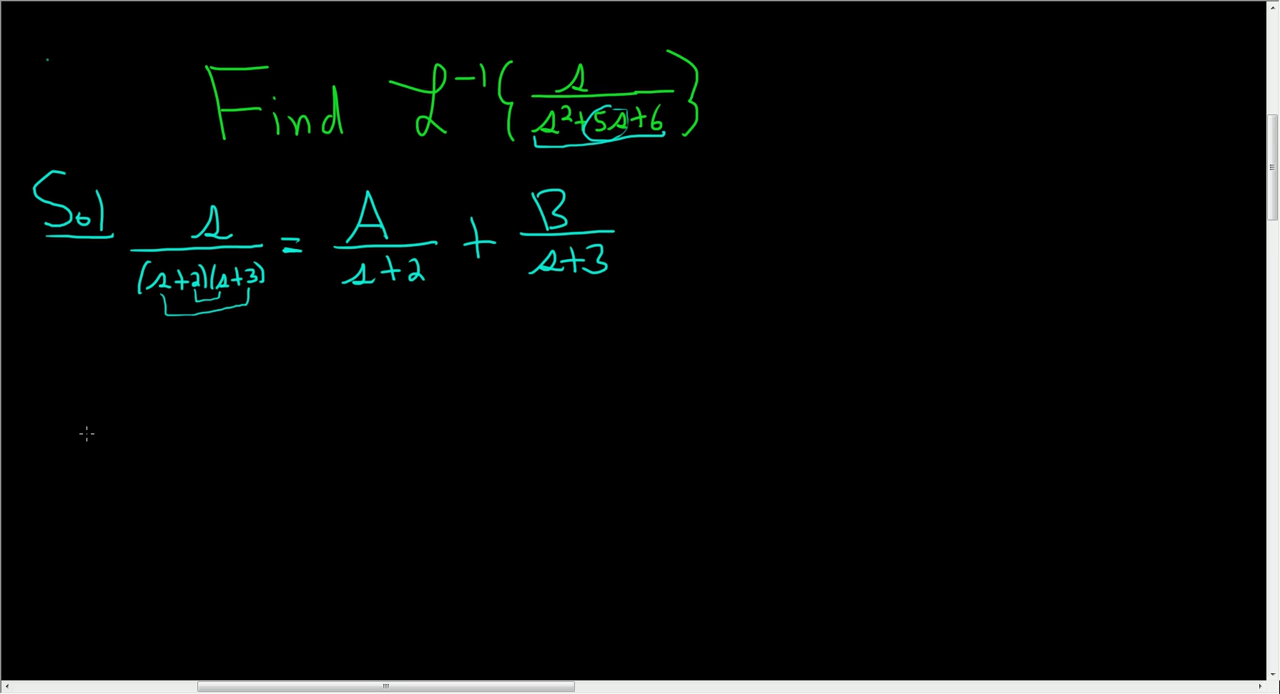 Find ℒ⁻¹{ s / (s²+5s+6) }
Sol s / ((s+2)(s+3)) = A / (s+2) + B / (s+3)